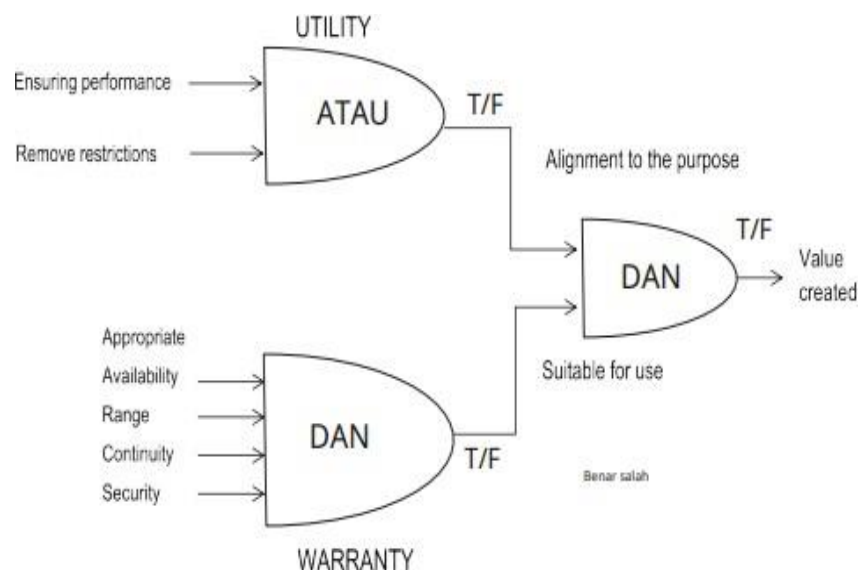 UTILITY
Ensuring performance
ATAU
T/F
Remove restrictions
Alignment to the purpose
T/F
DAN
Value
created
Appropriate
Availability
Suitable for use
Range
DAN
Continuity
T/F
Security
Benar salah
WARRANTY